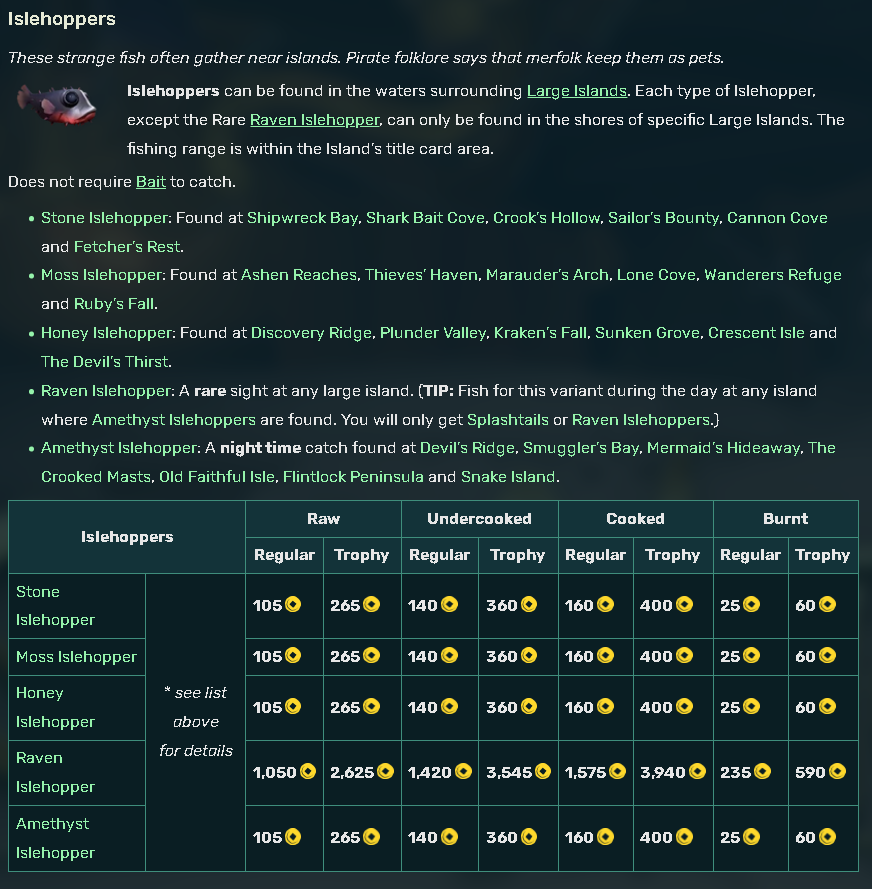 Islehoppers
These strange fish often gather near islands. Pirate folklore says that merfolk keep them as pets.
Islehoppers can be found in the waters surrounding Large Islands. Each type of Islehopper,
except the Rare Raven Islehopper, can only be found in the shores of specific Large Islands. The
fishing range is within the Island's title card area.
Does not require Bait to catch.
• Stone Islehopper: Found at Shipwreck Bay, Shark Bait Cove, Crook's Hollow, Sailor's Bounty, Cannon Cove
and Fetcher's Rest.
• Moss Islehopper: Found at Ashen Reaches, Thieves' Haven, Marauder's Arch, Lone Cove, Wanderers Refuge
and Ruby's Fall.
• Honey Islehopper: Found at Discovery Ridge, Plunder Valley, Kraken's Fall, Sunken Grove, Crescent Isle and
The Devil's Thirst.
• Raven Islehopper: A rare sight at any large island. (TIP: Fish for this variant during the day at any island
where Amethyst Islehoppers are found. You will only get Splashtails or Raven Islehoppers.}
• Amethyst Islehopper: A night time catch found at Devil's Ridge, Smuggler's Bay, Mermaid's Hideaway, The
Crooked Masts, Old Faithful Isle, Flintlock Peninsula and Snake Island.
Islehoppers Raw Undercooked Cooked Burnt
Regular Trophy Regular Trophy Regular Trophy Regular Trophy
Stone
Islehopper
105 265 140 360 160 400 25 60
Moss Islehopper 105 265 140 360 160 400 25 60
* see list
above
for details
Honey
Islehopper
105 265 140 360 160 400 25 60
Raven
Islehopper
1,050 2,625 1,420 3,545 1,575 3,940 235 590
Amethyst
Islehopper
105 265 140 360 160 400 25 60